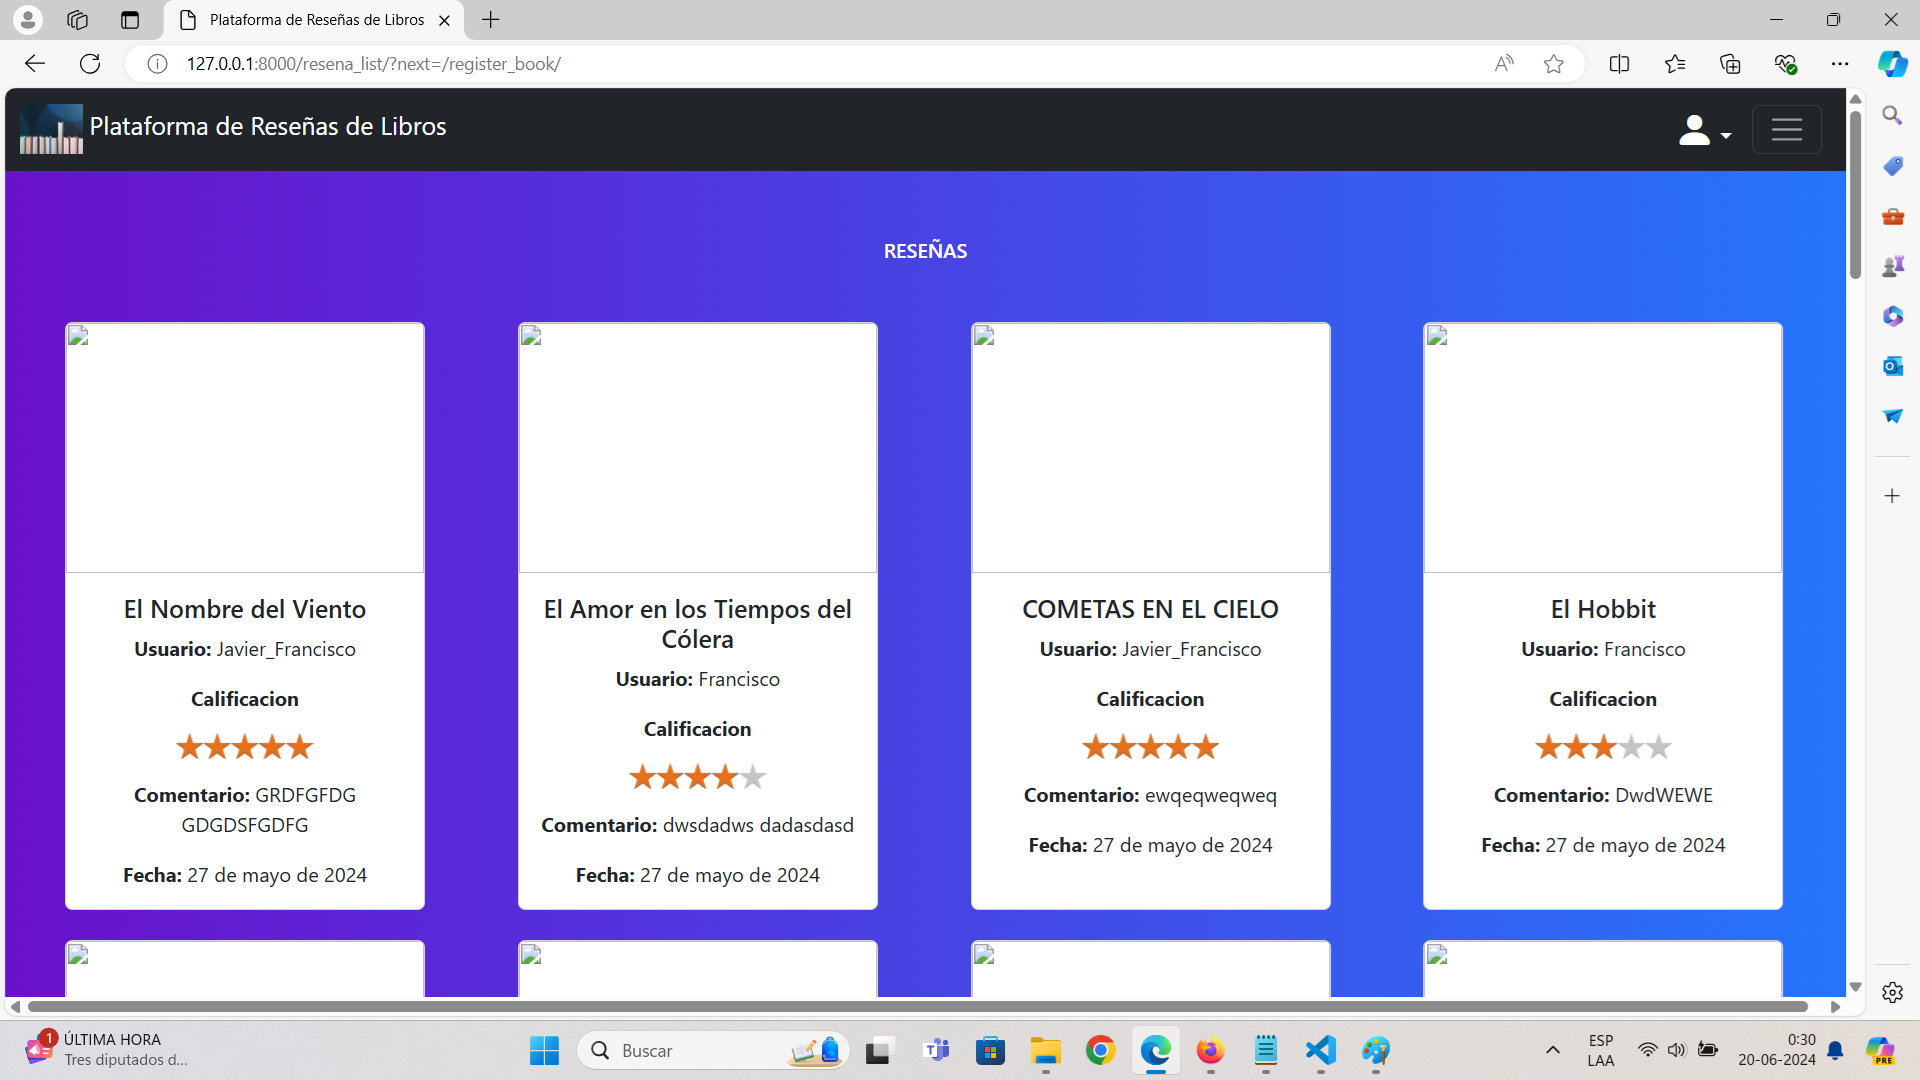 Plataforma de Reseñas de Libros
127.0.0.1:8000/resena_list/?next=/register_book/
Plataforma de Reseñas de Libros
RESEÑAS
El Nombre del Viento
Usuario: Javier_Francisco
Calificacion
Comentario: GRDFGFDG
GDGDSFGDFG
Fecha: 27 de mayo de 2024
El Amor en los Tiempos del
Cólera
Usuario: Francisco
Calificacion
Comentario: dwsdadws dadasdasd
Fecha: 27 de mayo de 2024
COMETAS EN EL CIELO
Usuario: Javier_Francisco
Calificacion
Comentario: ewqeqweqweq
Fecha: 27 de mayo de 2024
El Hobbit
Usuario: Francisco
Calificacion
Comentario: DwdWEWE
Fecha: 27 de mayo de 2024
1
ÚLTIMA HORA
Tres diputados d...
Buscar
ESP
LAA
0:30
20-06-2024
PRE